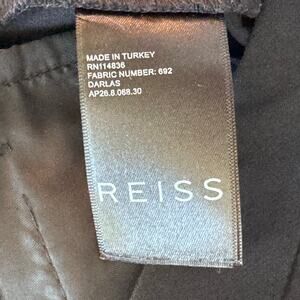 MADE IN TURKEY
RN114836
FABRIC NUMBER: 692
DARLAS
AP26.8.068.30
REISS